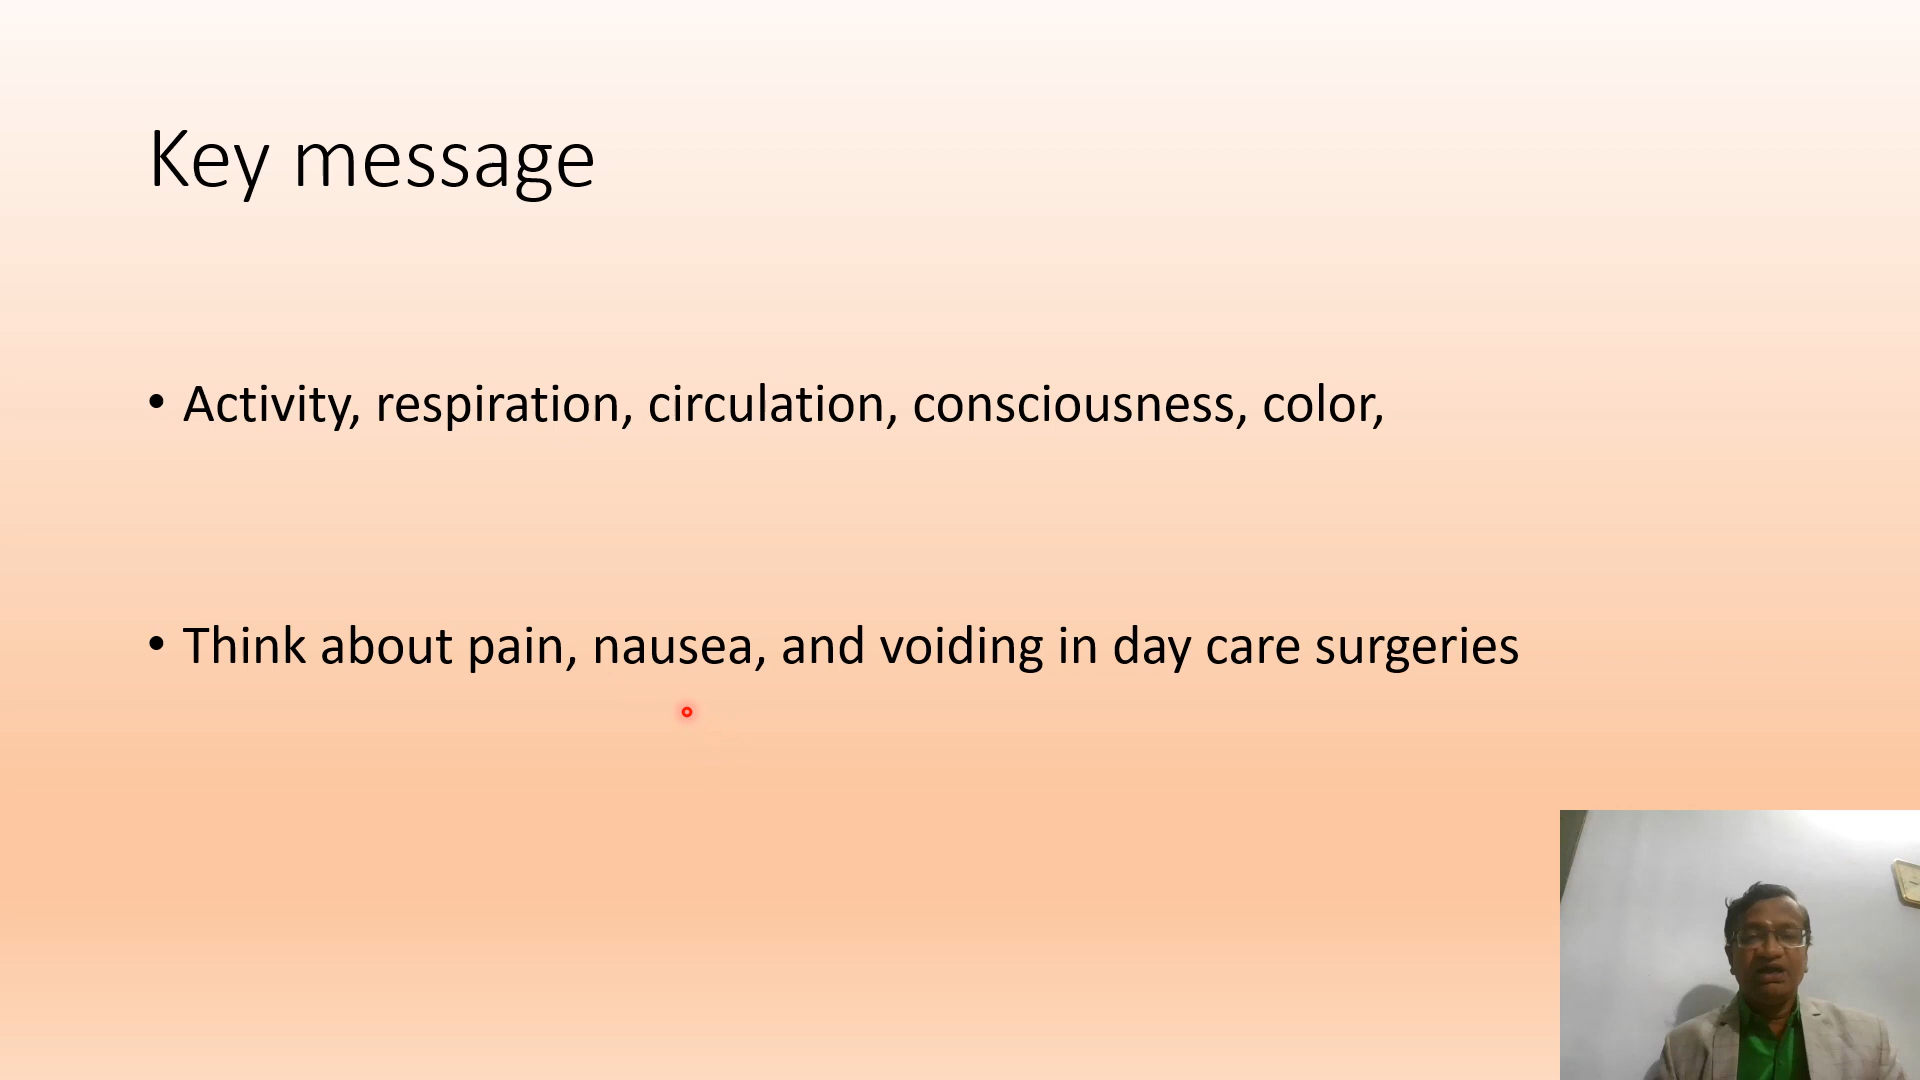 Key message
• Activity, respiration, circulation, consciousness, color,
• Think about pain, nausea, and voiding in day care surgeries